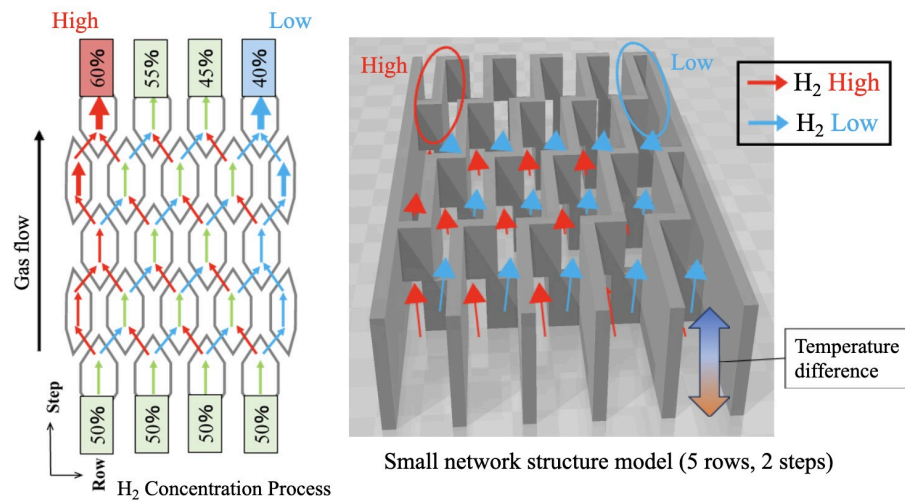 High
Low
60%
55%
45%
40%
Gas flow
Step
Row
50%
50%
50%
50%
H₂ Concentration Process
High
Low
H₂ High
H₂ Low
Temperature
difference
Small network structure model (5 rows, 2 steps)